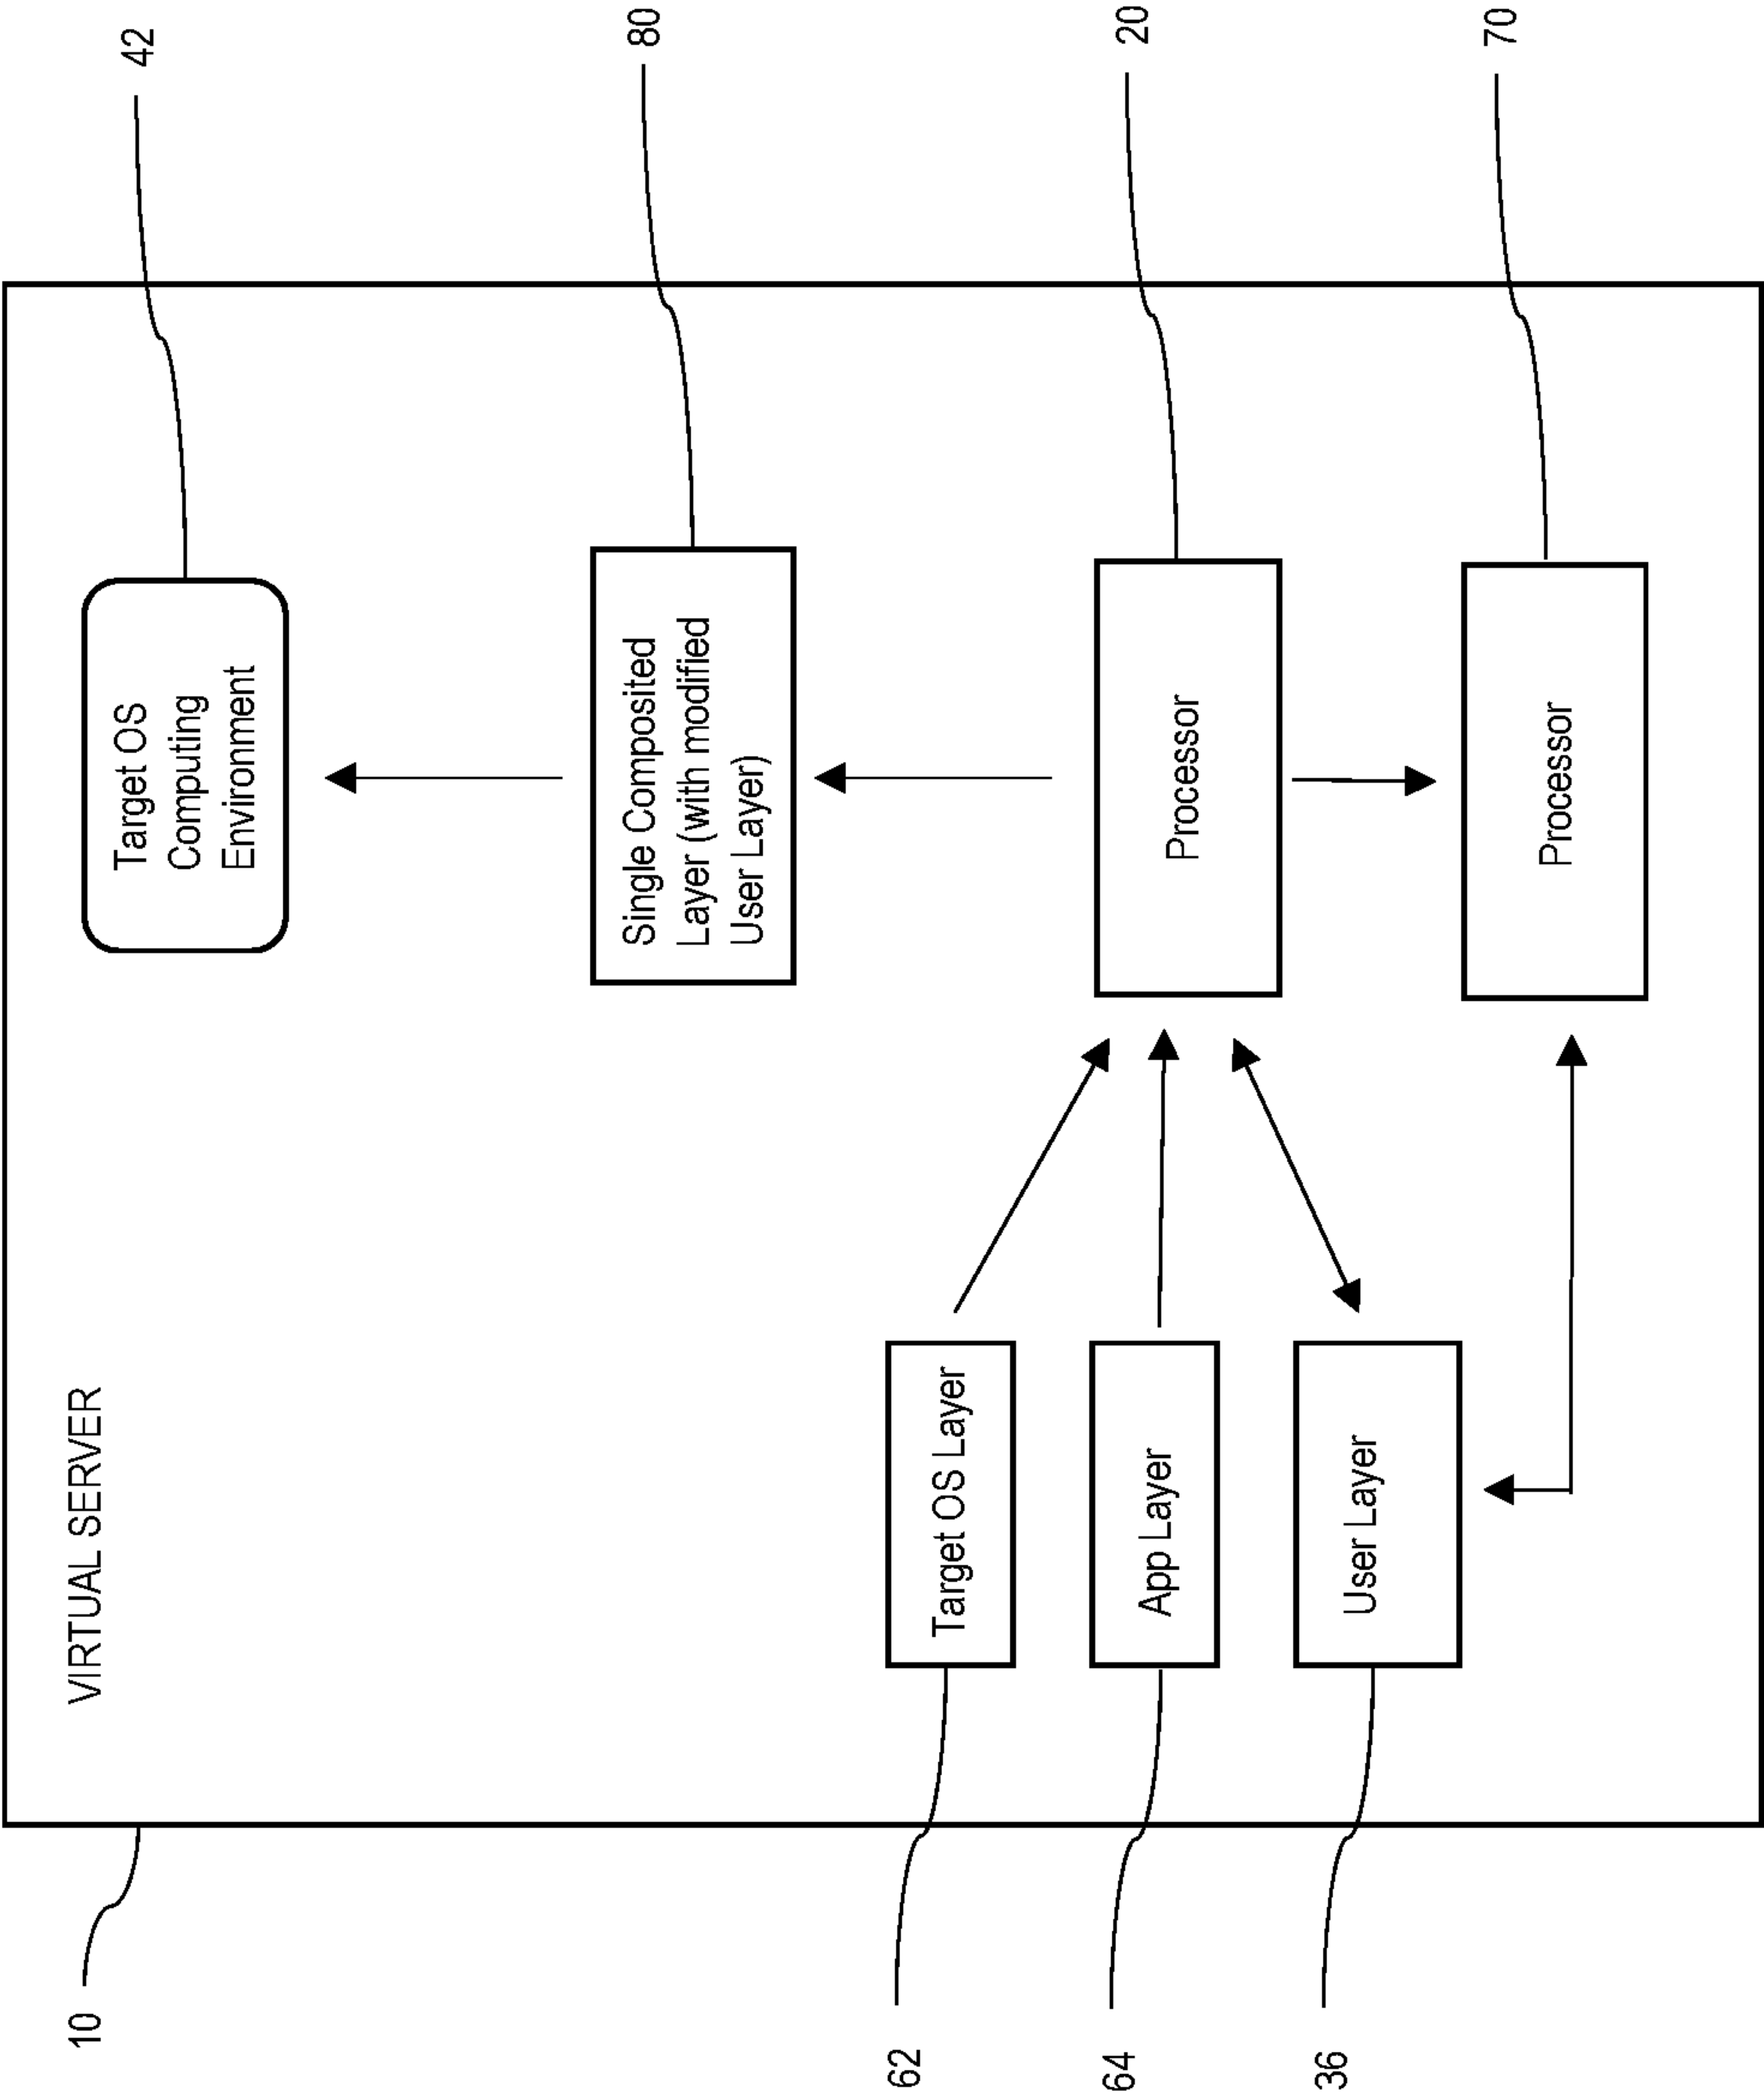 VIRTUAL SERVER
10
Target OS
Computing
Environment
42
Single Composited
Layer (with modified
User Layer)
80
Target OS Layer
62
App Layer
64
User Layer
36
Processor
20
Processor
70